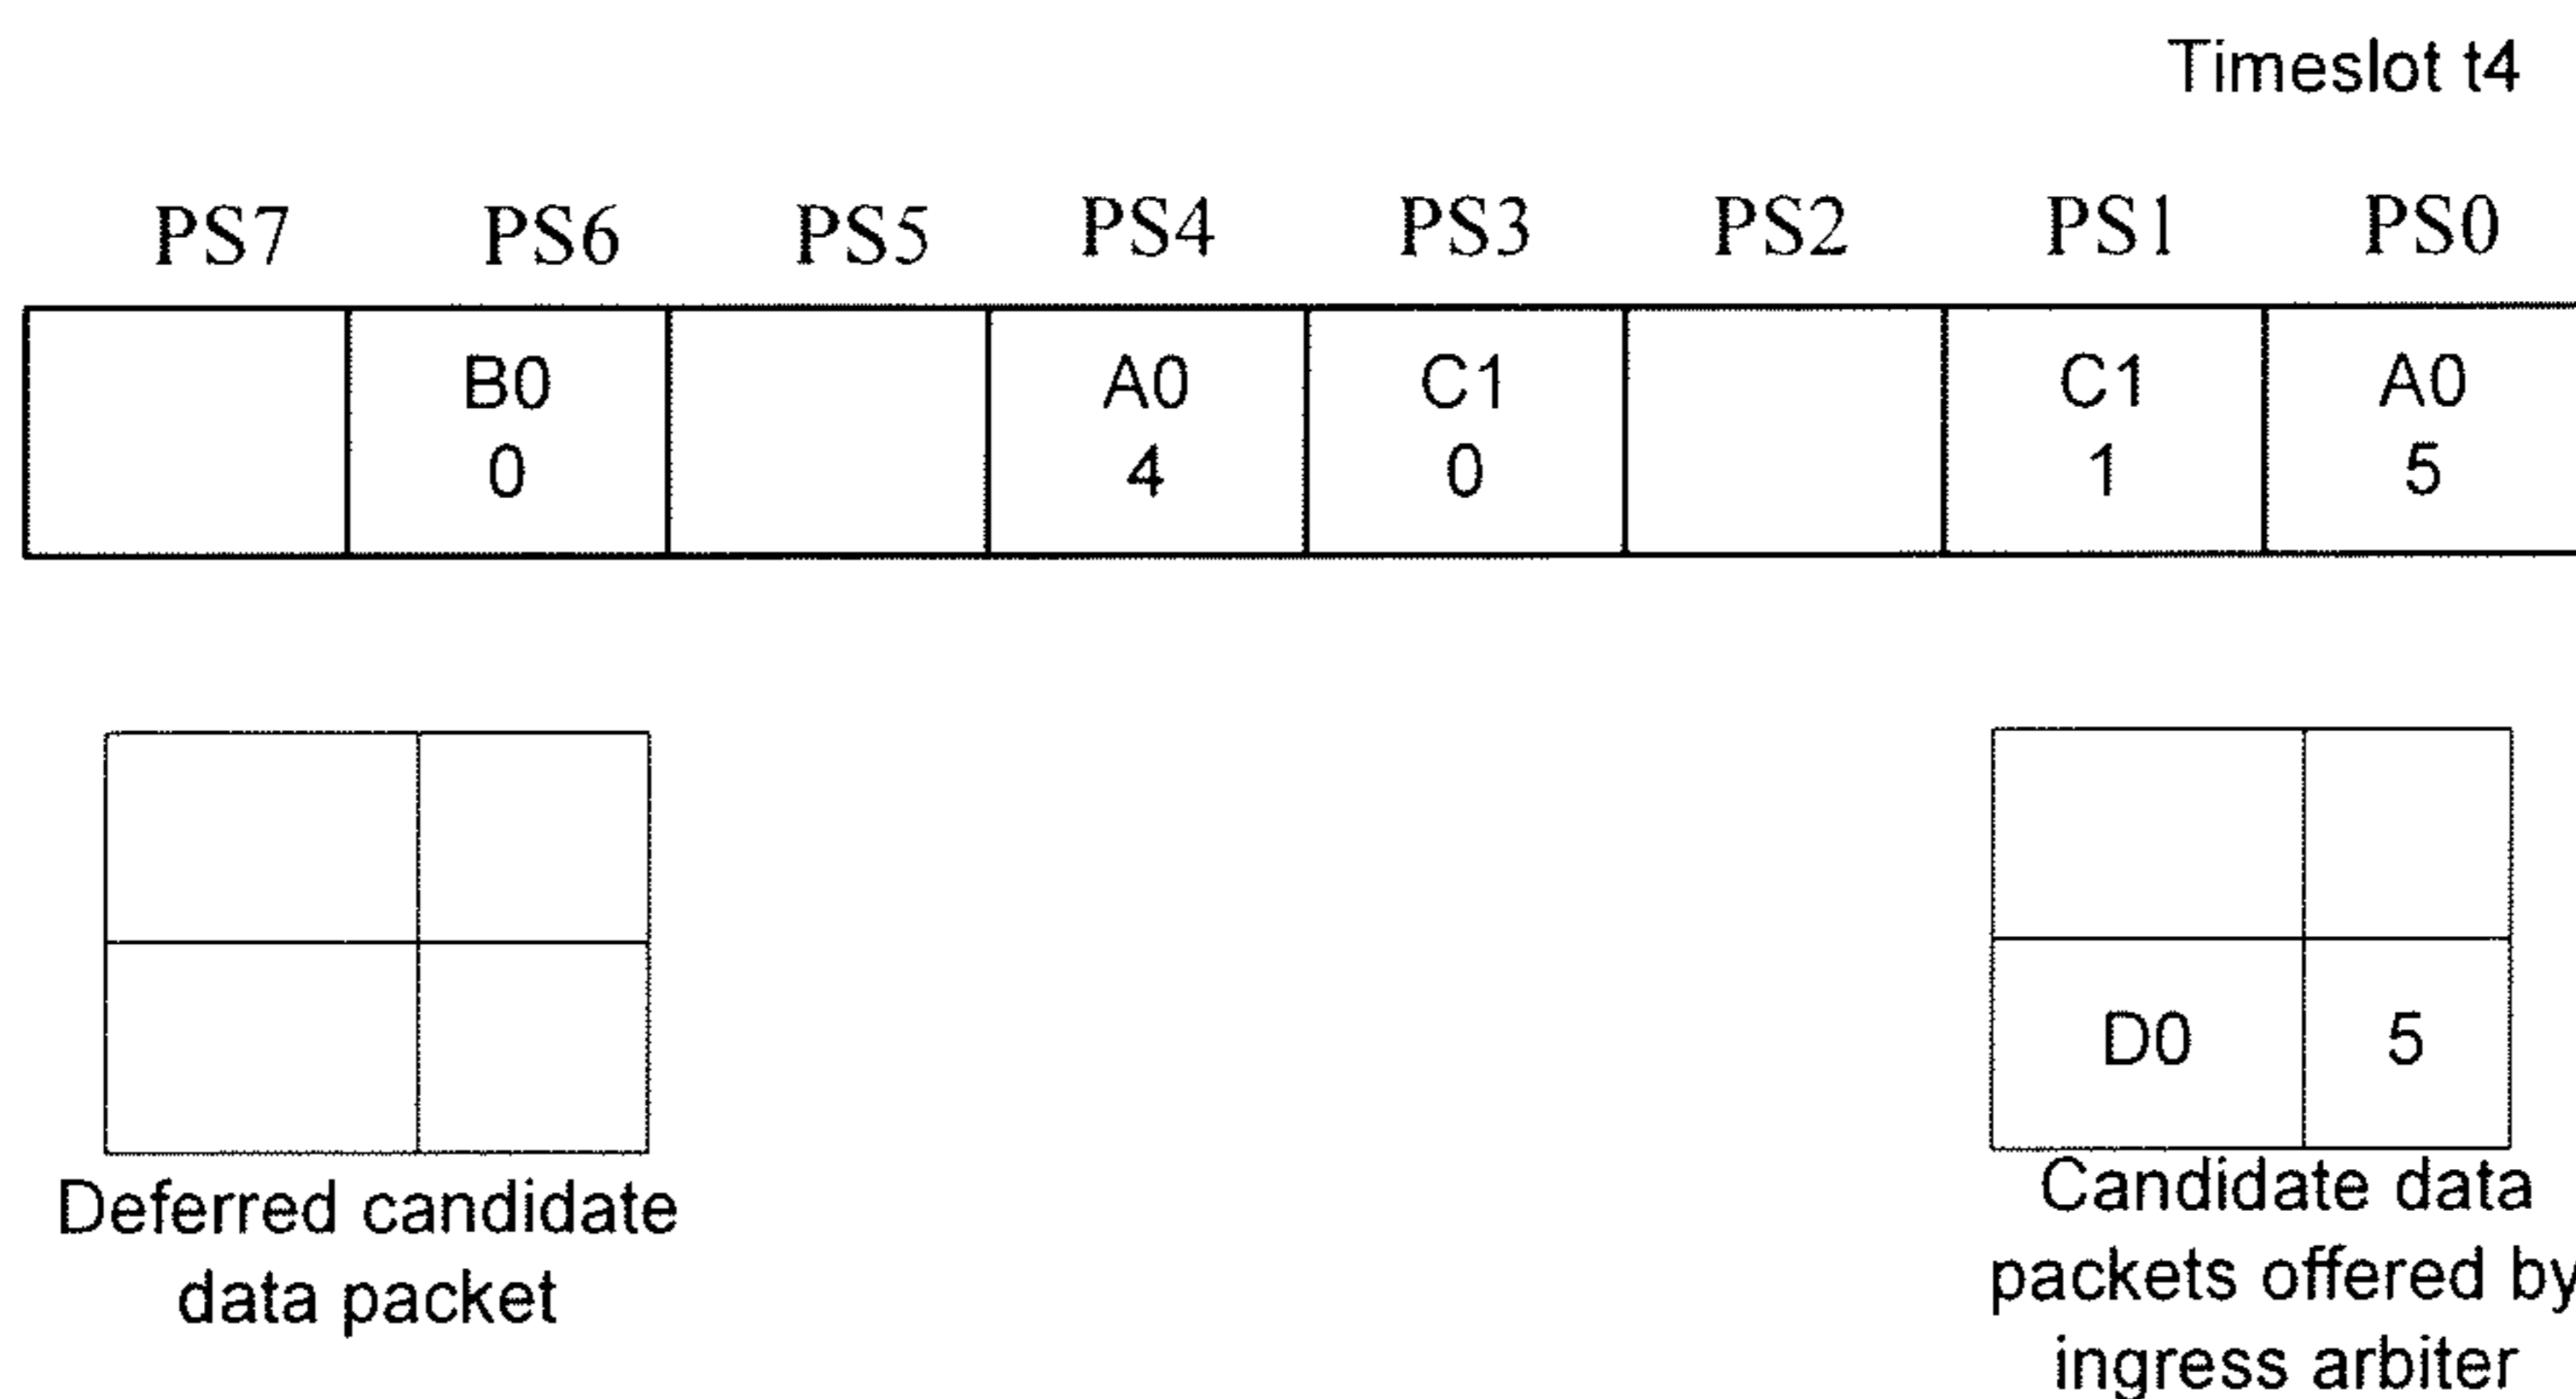 Timeslot t4
PS7 PS6 PS5 PS4 PS3 PS2 PS1 PS0
B0 A0 C1 C1 A0
0 4 0 1 5
D0 5
Deferred candidate
data packet
Candidate data
packets offered by
ingress arbiter